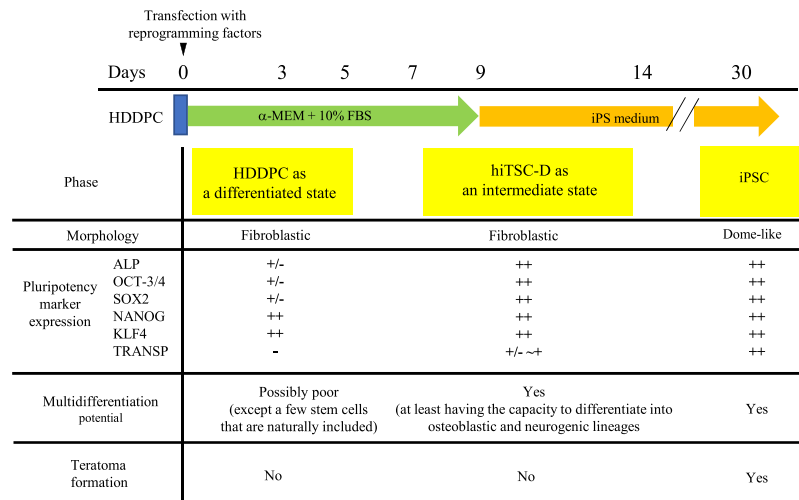 Transfection with
reprogramming factors
Days 0 3 5 7 9 14 30
HDDPC α-MEM + 10% FBS iPS medium
Phase
HDDPC as
a differentiated state
hiTSC-D as
an intermediate state
iPSC
Morphology Fibroblastic Fibroblastic Dome-like
Pluripotency
marker
expression
ALP +/- ++ ++
OCT-3/4 +/- ++ ++
SOX2 +/- ++ ++
NANOG ++ ++ ++
KLF4 ++ ++ ++
TRANSP - +/- ~+ ++
Multidifferentiation
potential
Possibly poor
(except a few stem cells
that are naturally included)
Yes
(at least having the capacity to differentiate into
osteoblastic and neurogenic lineages
Yes
Teratoma
formation
No No Yes